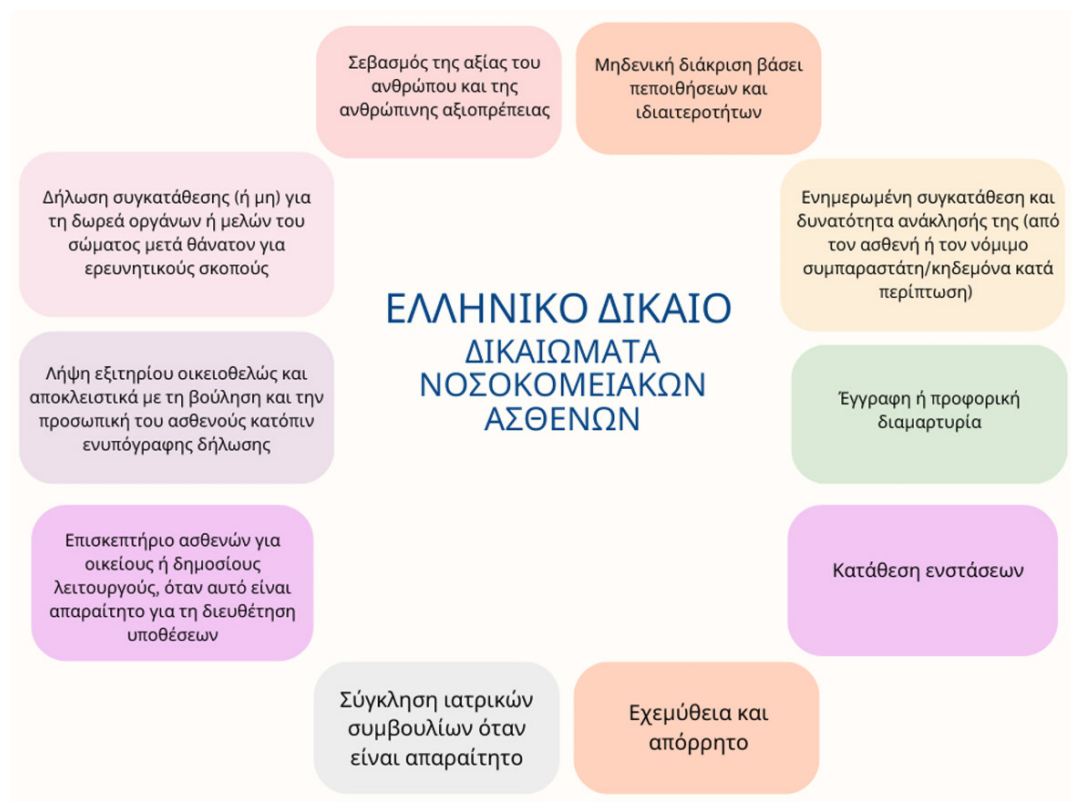 Σεβασμός της αξίας του
ανθρώπου και της
ανθρώπινης αξιοπρέπειας
Μηδενική διάκριση βάσει
πεποιθήσεων και
ιδιαιτεροτήτων
Δήλωση συγκατάθεσης (ή μη) για
τη δωρεά οργάνων ή μελών του
σώματος μετά θάνατον για
ερευνητικούς σκοπούς
Ενημερωμένη συγκατάθεση και
δυνατότητα ανάκλησής της (από
τον ασθενή ή τον νόμιμο
συμπαραστάτη/κηδεμόνα κατά
περίπτωση)
ΕΛΛΗΝΙΚΟ ΔΙΚΑΙΟ
ΔΙΚΑΙΩΜΑΤΑ
ΝΟΣΟΚΟΜΕΙΑΚΩΝ
ΑΣΘΕΝΩΝ
Λήψη εξιτηρίου οικειοθελώς και
αποκλειστικά με τη βούληση και την
προσωπική του ασθενούς κατόπιν
ενυπόγραφης δήλωσης
Έγγραφη ή προφορική
διαμαρτυρία
Επισκεπτήριο ασθενών για
οικείους ή δημοσίους
λειτουργούς, όταν αυτό είναι
απαραίτητο για τη διευθέτηση
υποθέσεων
Κατάθεση ενστάσεων
Σύγκληση ιατρικών
συμβουλίων όταν
είναι απαραίτητο
Εχεμύθεια και
απόρρητο